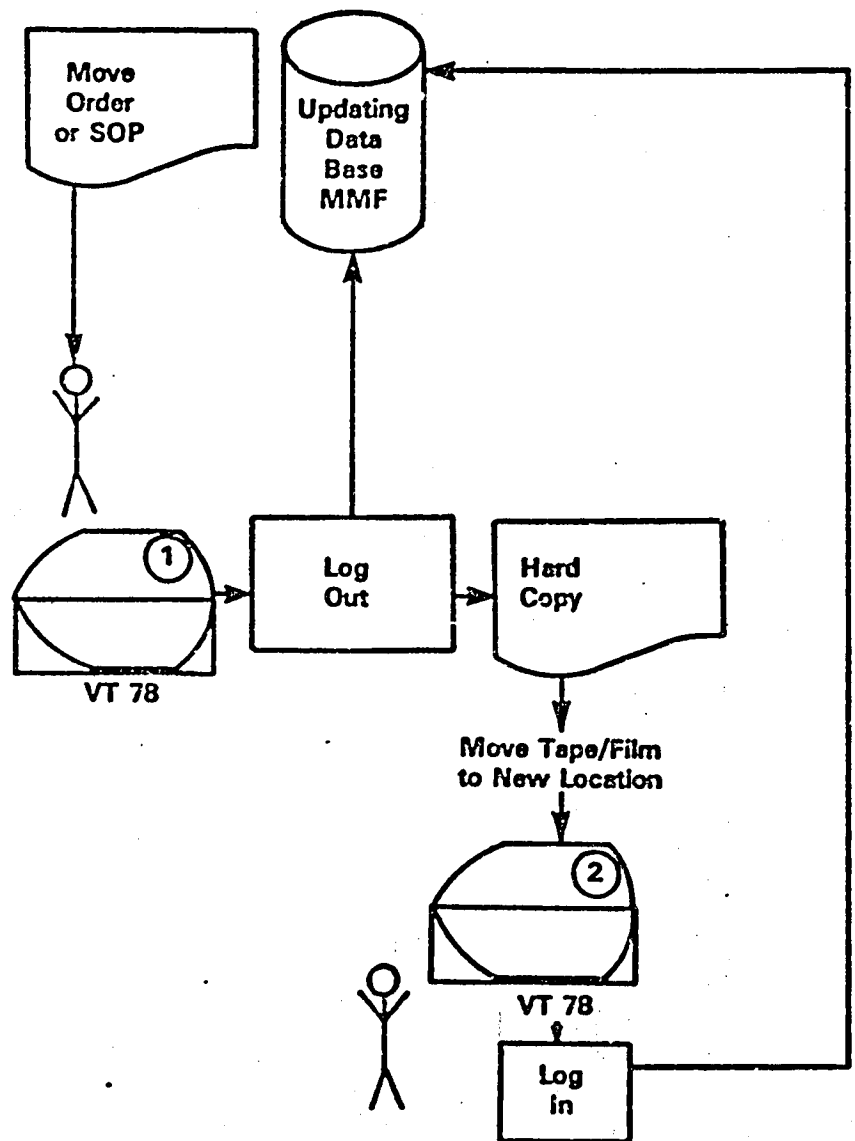 Move
Order
or SOP
Updating
Data
Base
MMF
1
VT 78
Log
Out
Hard
Copy
Move Tape/Film
to New Location
2
VT 78
Log
in